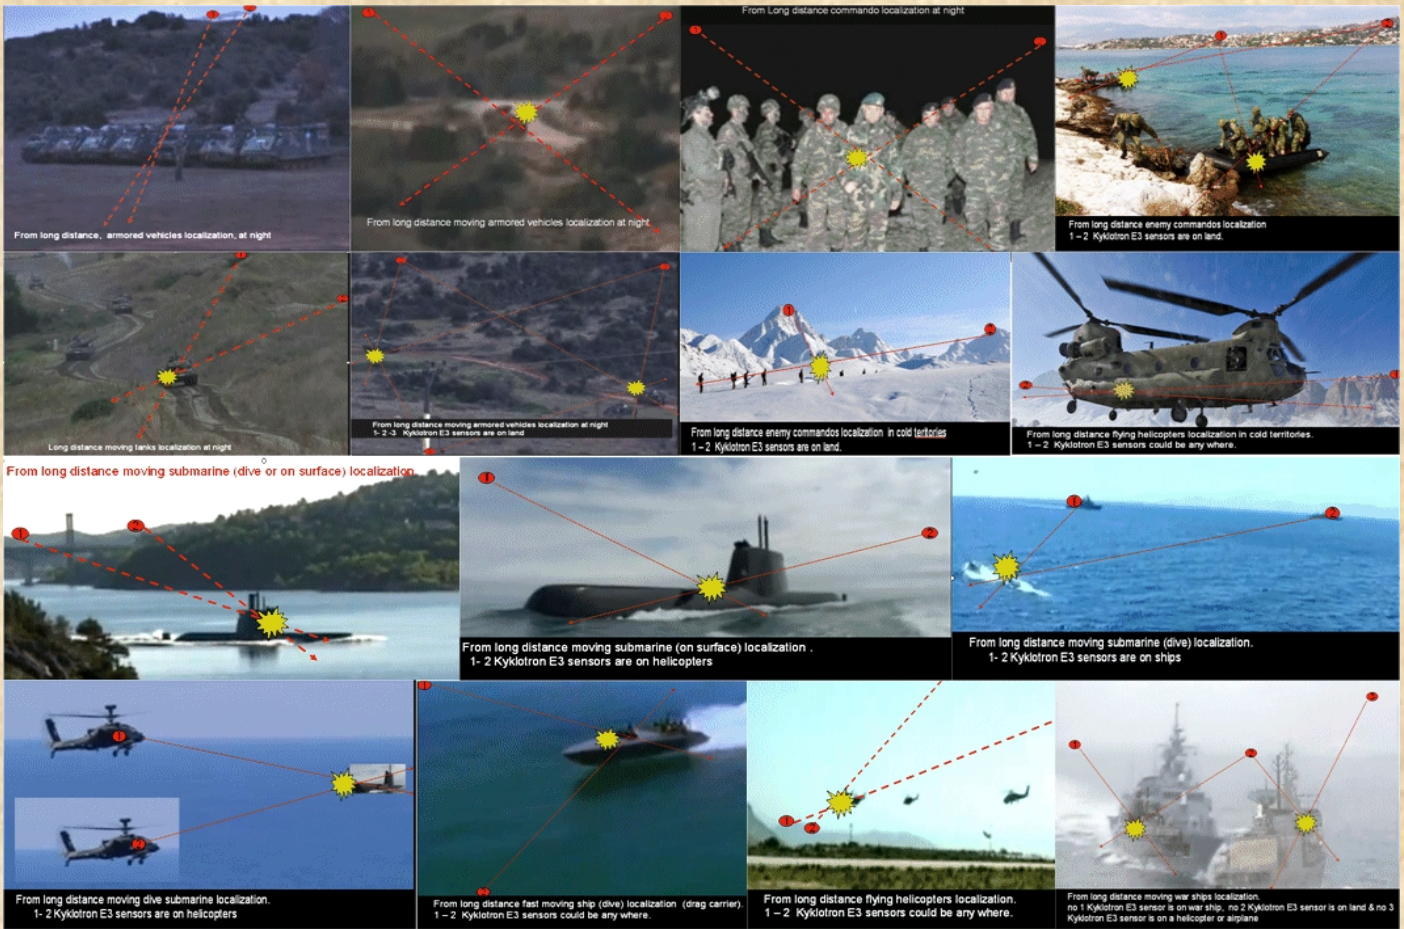 From long distance, armored vehicles localization, at night
From long distance moving armored vehicles localization at night
From Long distance commando localization at night
From long distance enemy commandos localization
1 – 2 Kyklotron E3 sensors are on land.
Long distance moving tanks localization at night
From long distance moving armored vehicles localization at night
1- 2 -3 Kyklotron E3 sensors are on land
From long distance enemy commandos localization in cold teritories
1 – 2 Kyklotron E3 sensors are on land.
From long distance flying helicopters localization in cold territories.
1 – 2 Kyklotron E3 sensors could be any where.
From long distance moving submarine (dive or on surface) localization
1
2
1
2
From long distance moving submarine (on surface) localization .
1- 2 Kyklotron E3 sensors are on helicopters
1
2
From long distance moving submarine (dive) localization.
1- 2 Kyklotron E3 sensors are on ships
1
2
From long distance moving dive submarine localization.
1- 2 Kyklotron E3 sensors are on helicopters
From long distance fast moving ship (dive) localization (drag carrier).
1 – 2 Kyklotron E3 sensors could be any where.
1
2
From long distance flying helicopters localization.
1 – 2 Kyklotron E3 sensors could be any where.
From long distance moving war ships localization.
no 1 Kyklotron E3 sensor is on war ship, no 2 Kyklotron E3 sensor is on land & no 3
Kyklotron E3 sensor is on a helicopter or airplane